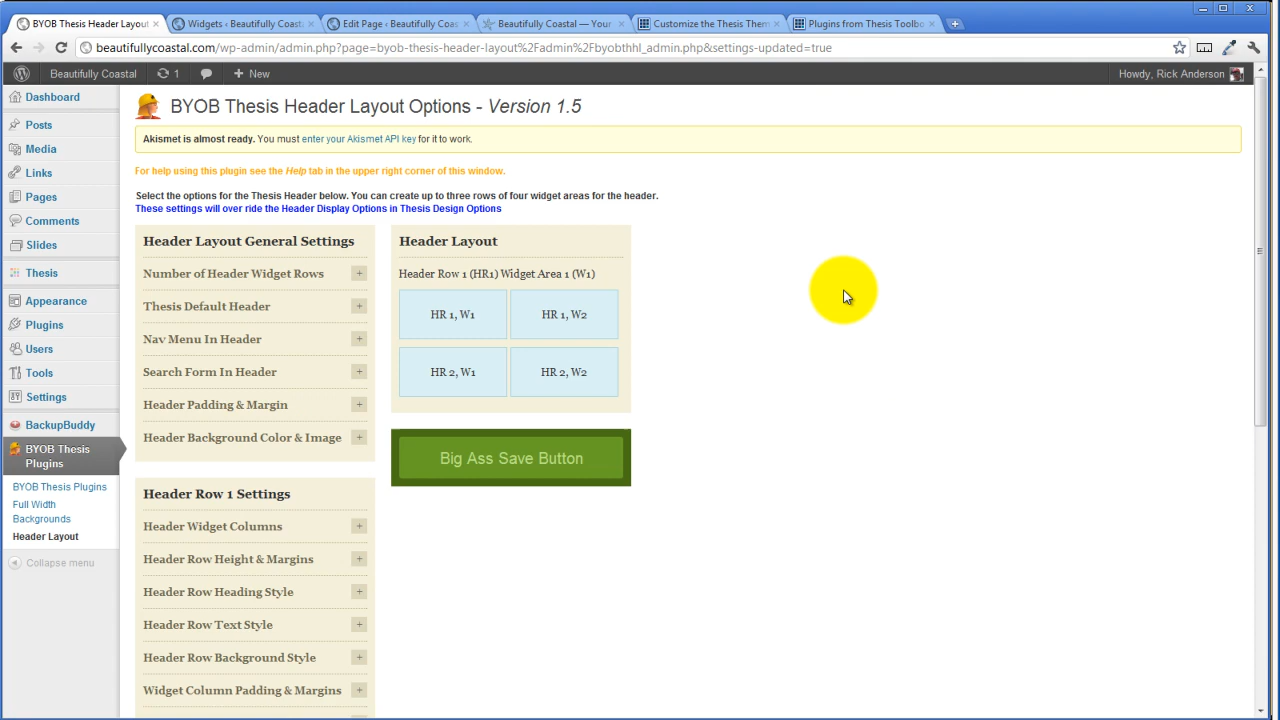 BYOB Thesis Header Layout
Widgets ‹ Beautifully Coast
Edit Page ‹ Beautifully Coas
Beautifully Coastal — Your
Customize the Thesis Them
Plugins from Thesis Toolbo
beautifullycoastal.com/wp-admin/admin.php?page=byob-thesis-header-layout%2Fadmin%2Fbyobthhl_admin.php&settings-updated=true
Beautifully Coastal
1
+ New
Howdy, Rick Anderson
Dashboard
Posts
Media
Links
Pages
Comments
Slides
Thesis
Appearance
Plugins
Users
Tools
Settings
BackupBuddy
BYOB Thesis
Plugins
BYOB Thesis Plugins
Full Width
Backgrounds
Header Layout
Collapse menu
BYOB Thesis Header Layout Options - Version 1.5
Akismet is almost ready. You must enter your Akismet API key for it to work.
For help using this plugin see the Help tab in the upper right corner of this window.
Select the options for the Thesis Header below. You can create up to three rows of four widget areas for the header.
These settings will over ride the Header Display Options in Thesis Design Options
Header Layout General Settings
Number of Header Widget Rows +
Thesis Default Header +
Nav Menu In Header +
Search Form In Header +
Header Padding & Margin +
Header Background Color & Image +
Header Row 1 Settings
Header Widget Columns +
Header Row Height & Margins +
Header Row Heading Style +
Header Row Text Style +
Header Row Background Style +
Widget Column Padding & Margins +
Header Layout
Header Row 1 (HR1) Widget Area 1 (W1)
HR 1, W1
HR 1, W2
HR 2, W1
HR 2, W2
Big Ass Save Button